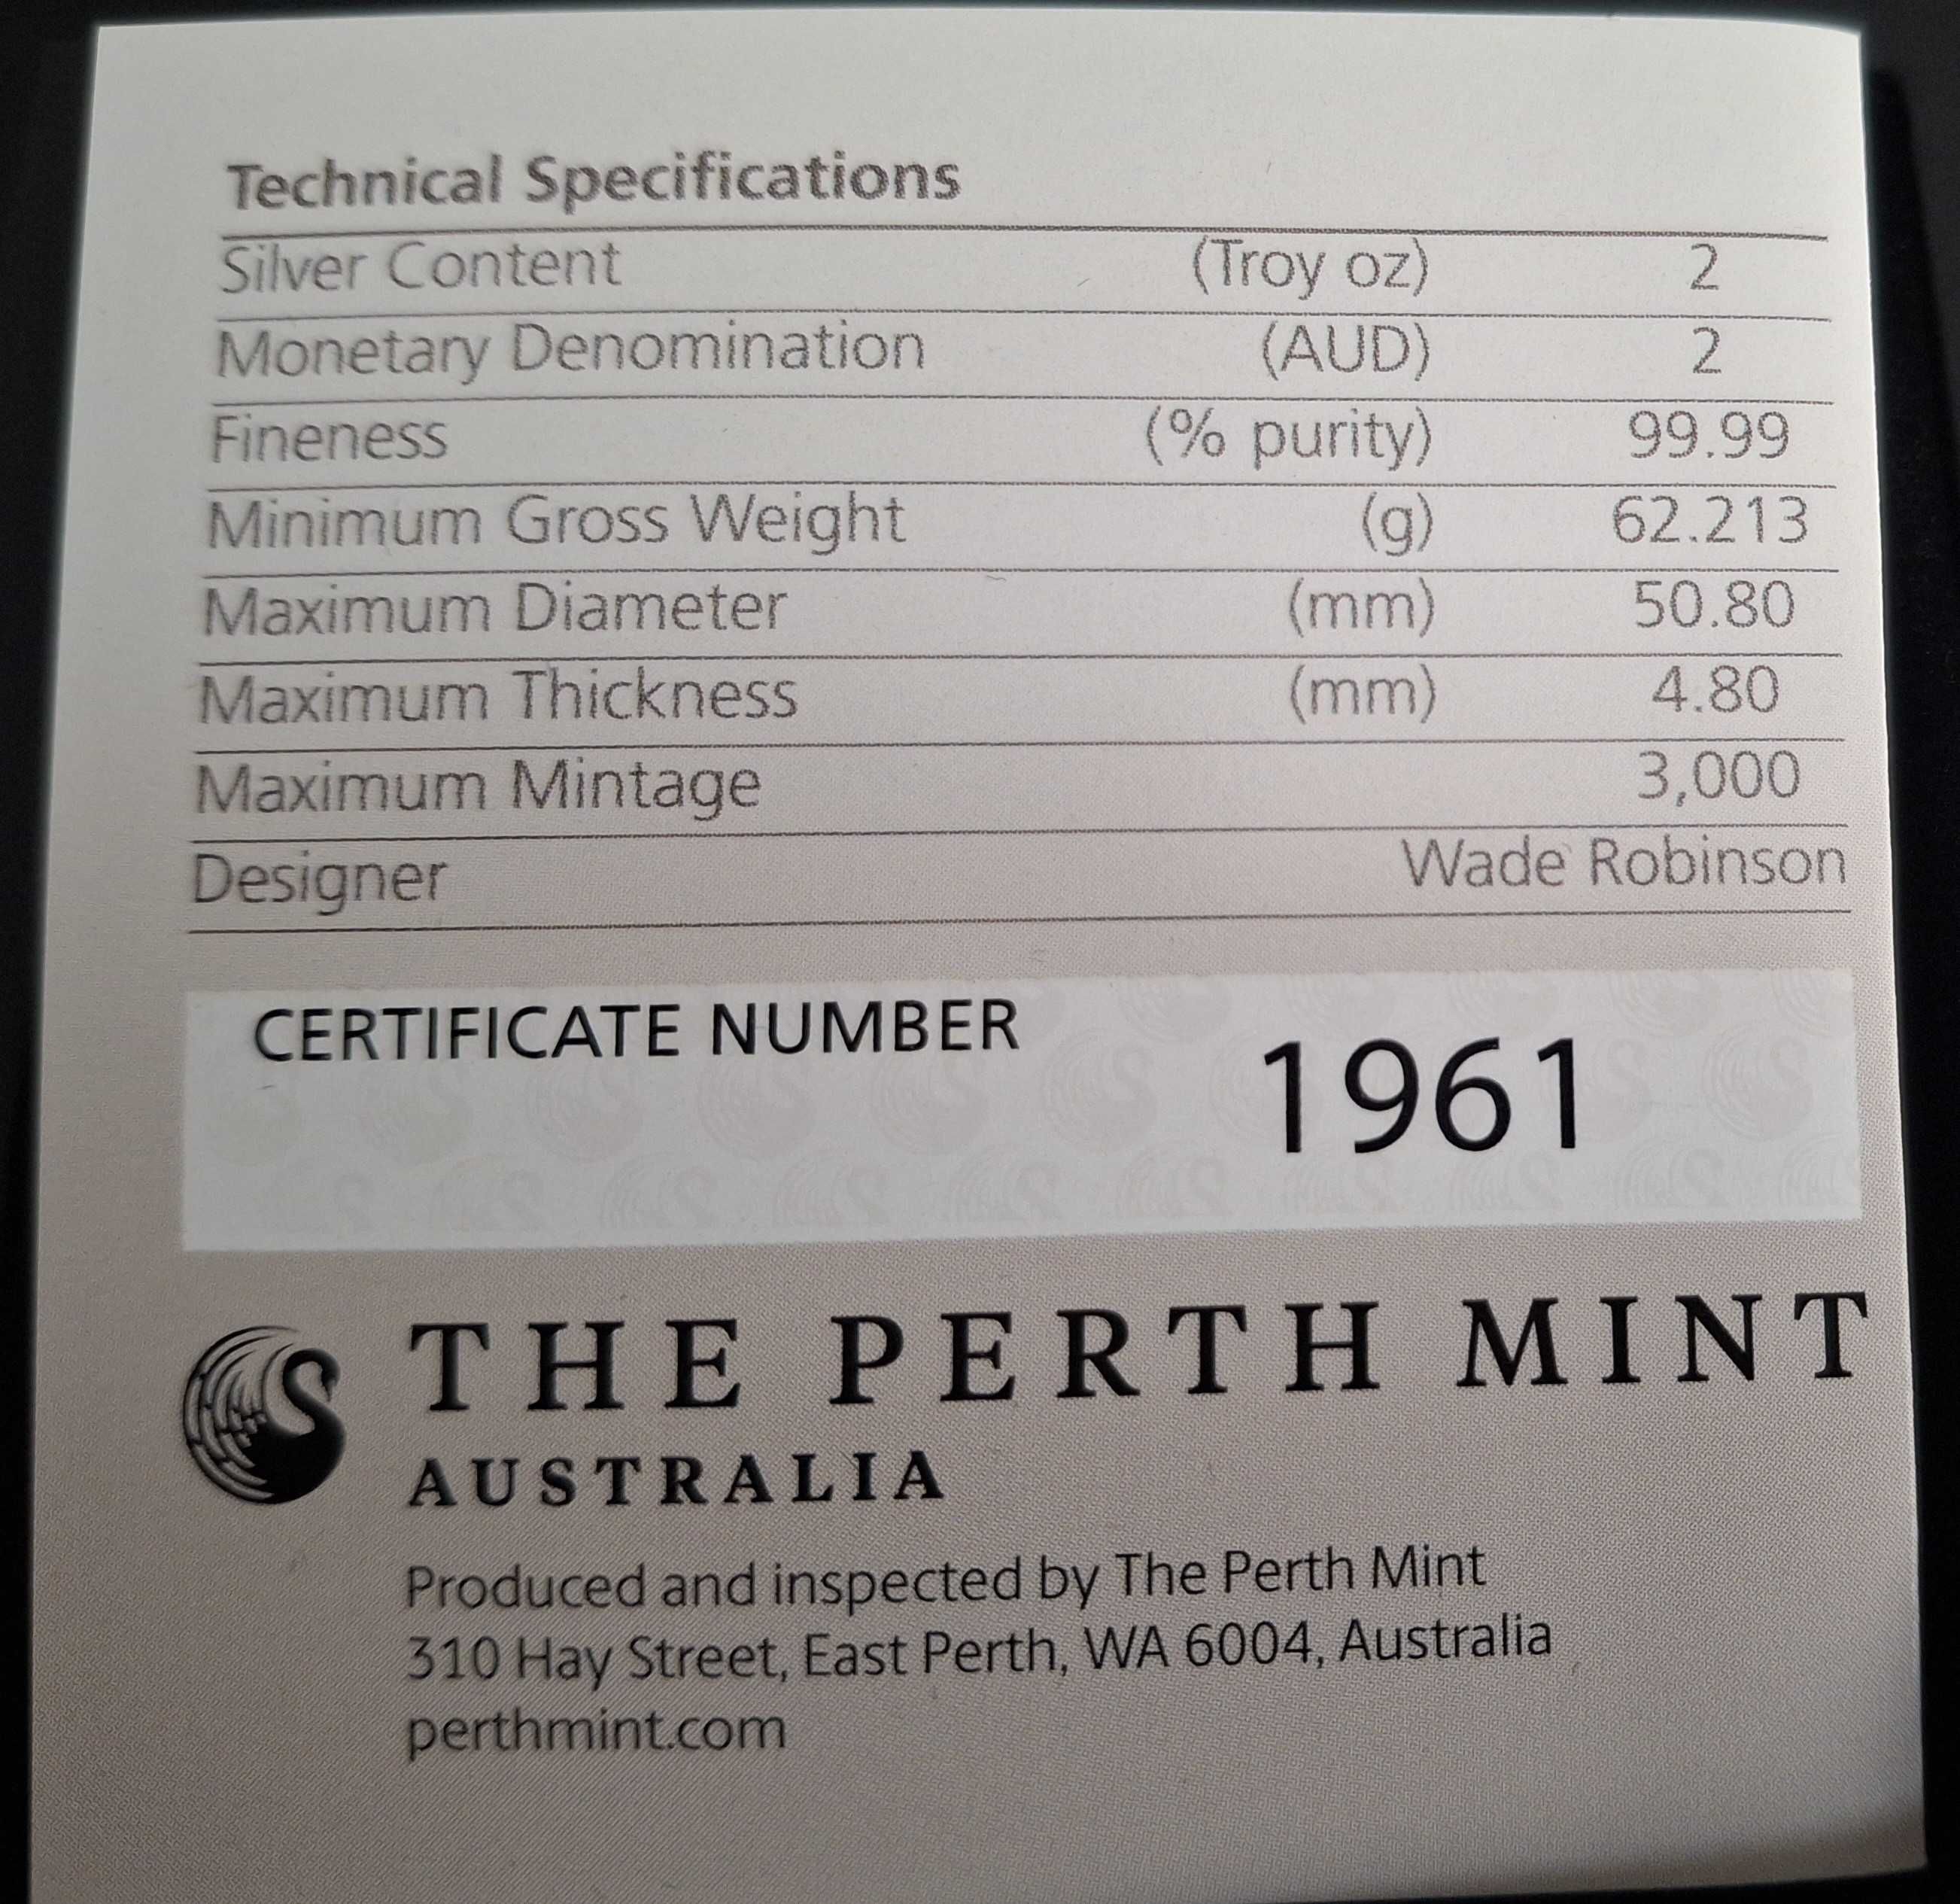 Technical Specifications
Silver Content (Troy oz) 2
Monetary Denomination (AUD) 2
Fineness (% purity) 99.99
Minimum Gross Weight (g) 62.213
Maximum Diameter (mm) 50.80
Maximum Thickness (mm) 4.80
Maximum Mintage 3,000
Designer Wade Robinson
CERTIFICATE NUMBER 1961
THE PERTH MINT
AUSTRALIA
Produced and inspected by The Perth Mint
310 Hay Street, East Perth, WA 6004, Australia
perthmint.com